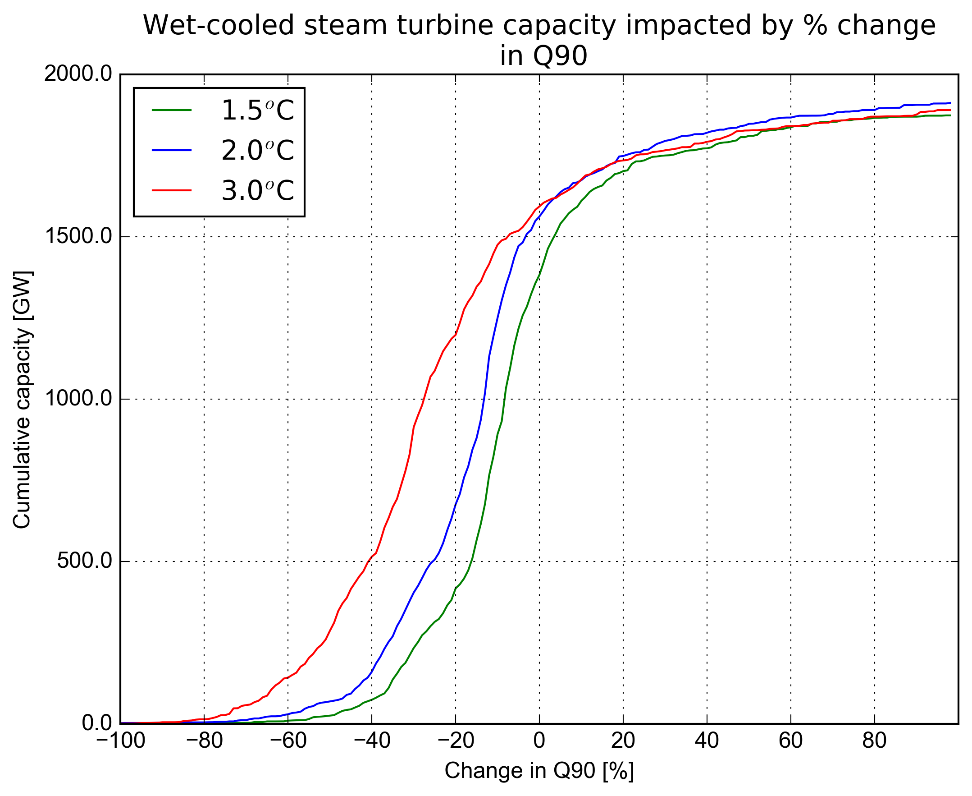 Wet-cooled steam turbine capacity impacted by % change
in Q90
2000.0
1500.0
1000.0
500.0
0.0
Cumulative capacity [GW]
1.5°C
2.0°C
3.0°C
−100 −80 −60 −40 −20 0 20 40 60 80
Change in Q90 [%]